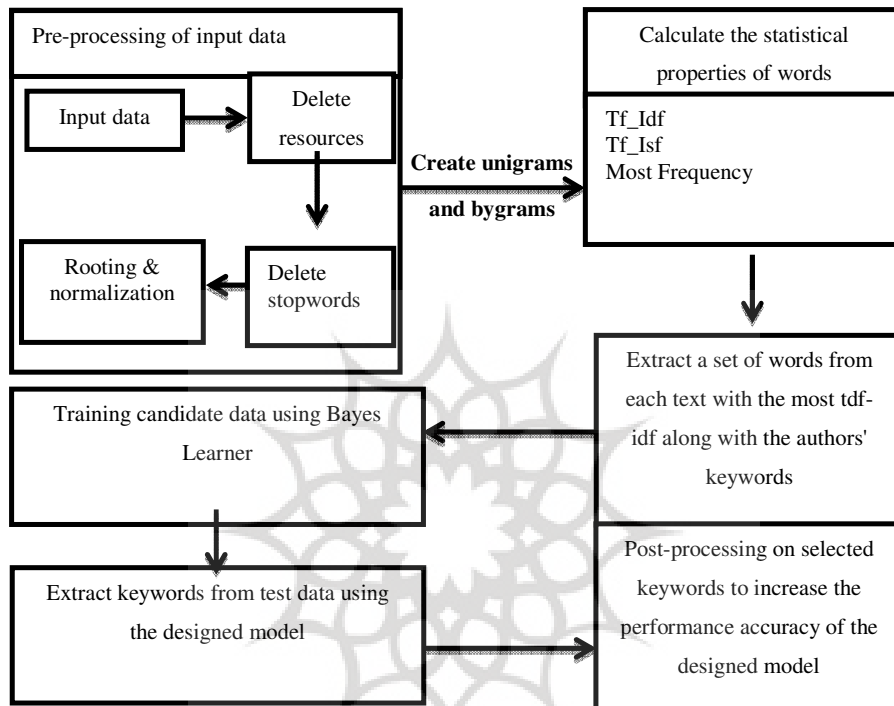 Pre-processing of input data
Input data
Delete
resources
Delete
stopwords
Rooting &
normalization
Create unigrams
and bygrams
Calculate the statistical
properties of words
Tf_Idf
Tf_Isf
Most Frequency
Extract a set of words from
each text with the most tdf-
idf along with the authors'
keywords
Training candidate data using Bayes
Learner
Extract keywords from test data using
the designed model
Post-processing on selected
keywords to increase the
performance accuracy of the
designed model